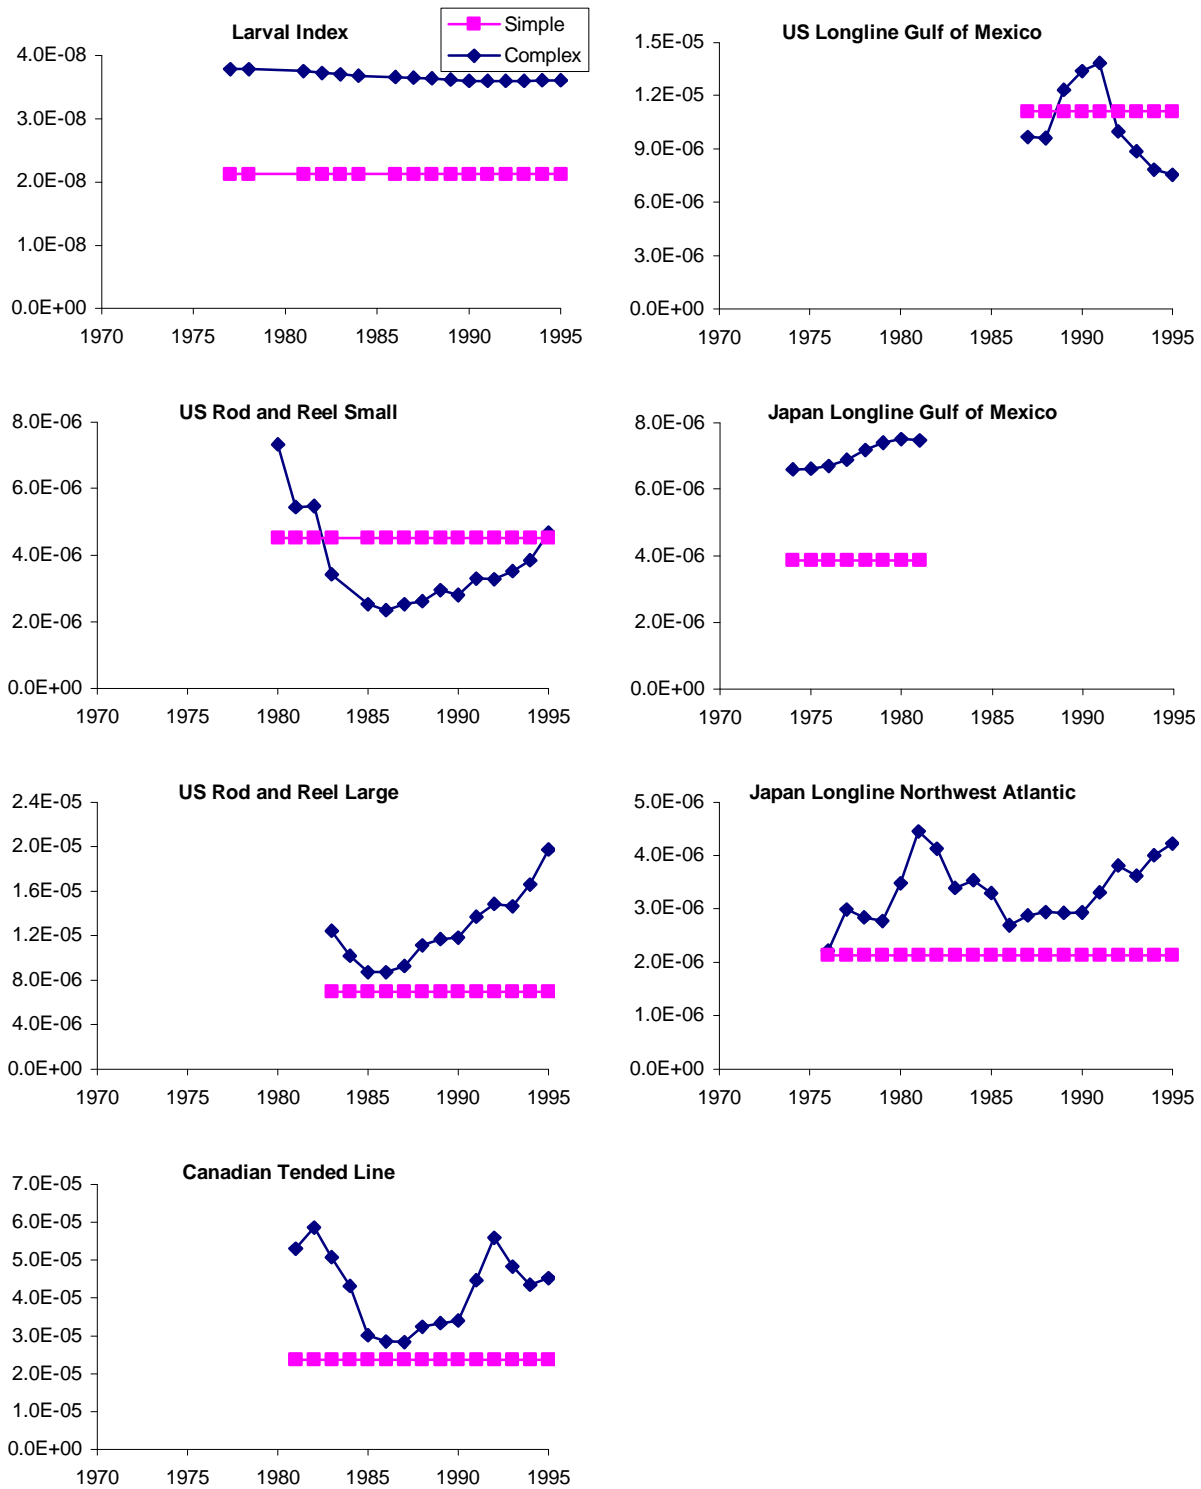 Larval Index
Simple
Complex
4.0E-08
3.0E-08
2.0E-08
1.0E-08
0.0E+00
1970 1975 1980 1985 1990 1995
US Longline Gulf of Mexico
1.5E-05
1.2E-05
9.0E-06
6.0E-06
3.0E-06
0.0E+00
1970 1975 1980 1985 1990 1995
US Rod and Reel Small
8.0E-06
6.0E-06
4.0E-06
2.0E-06
0.0E+00
1970 1975 1980 1985 1990 1995
Japan Longline Gulf of Mexico
8.0E-06
6.0E-06
4.0E-06
2.0E-06
0.0E+00
1970 1975 1980 1985 1990 1995
US Rod and Reel Large
2.4E-05
2.0E-05
1.6E-05
1.2E-05
8.0E-06
4.0E-06
0.0E+00
1970 1975 1980 1985 1990 1995
Japan Longline Northwest Atlantic
5.0E-06
4.0E-06
3.0E-06
2.0E-06
1.0E-06
0.0E+00
1970 1975 1980 1985 1990 1995
Canadian Tended Line
7.0E-05
6.0E-05
5.0E-05
4.0E-05
3.0E-05
2.0E-05
1.0E-05
0.0E+00
1970 1975 1980 1985 1990 1995